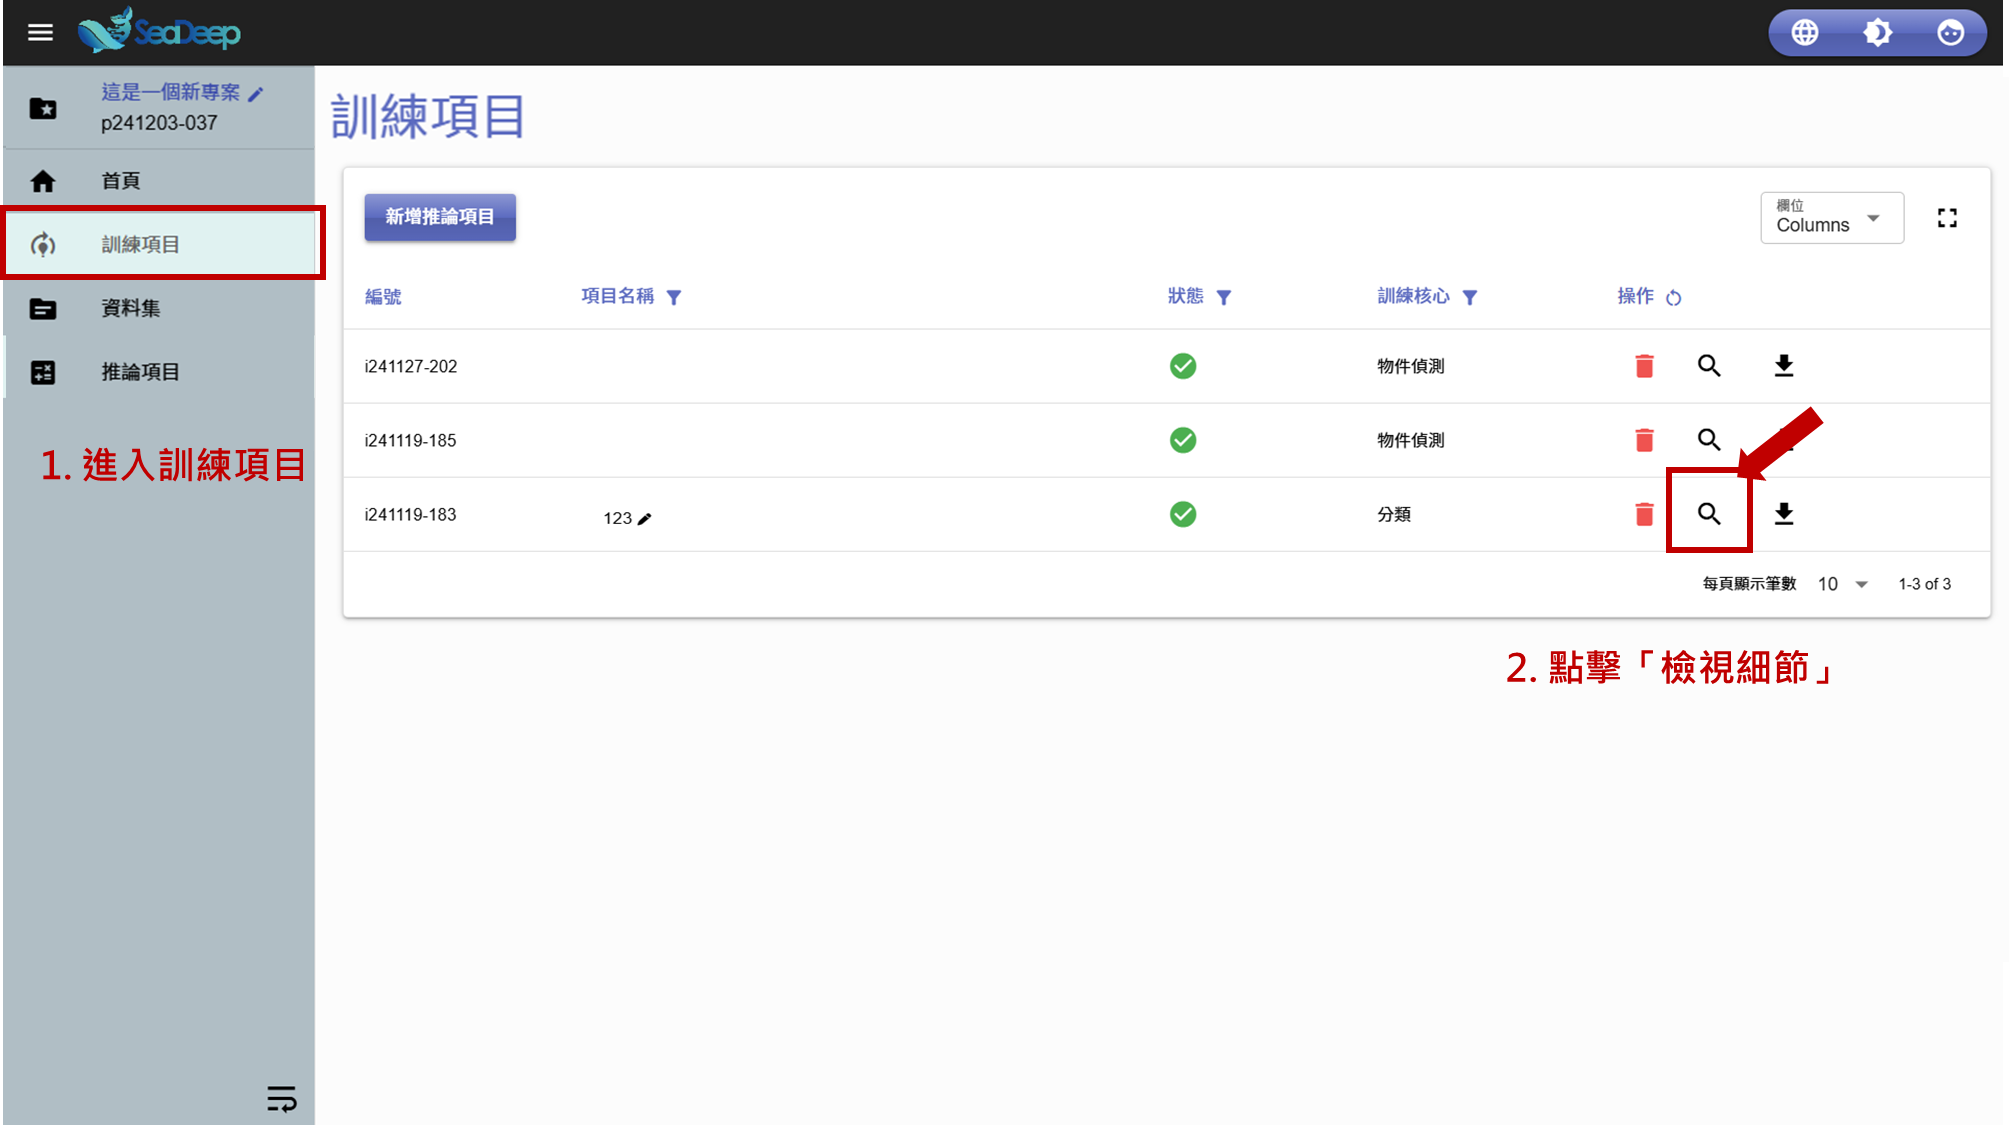 SeaDeep
這是一個新專案
p241203-037
首頁
訓練項目
資料集
推論項目
1. 進入訓練項目
訓練項目
新增推論項目
欄位
Columns
編號 項目名稱 狀態 訓練核心 操作
i241127-202 物件偵測
i241119-185 物件偵測
i241119-183 123 分類
每頁顯示筆數 10 1-3 of 3
2. 點擊「檢視細節」